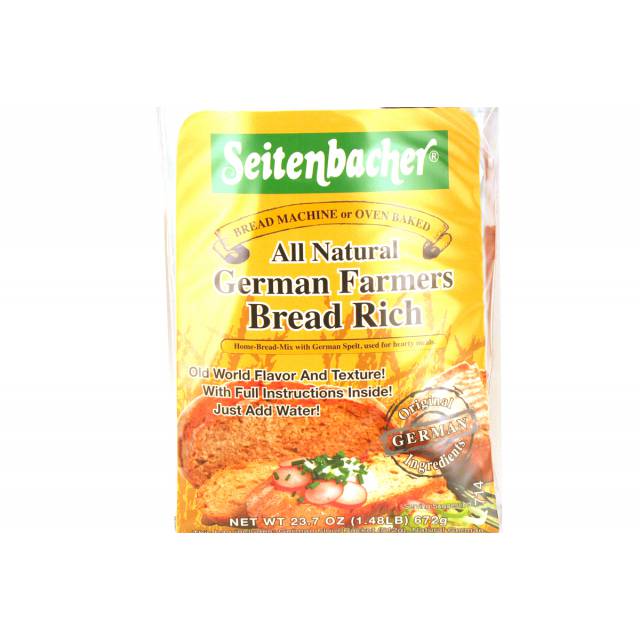 Seitenbacher®
BREAD MACHINE or OVEN BAKED
All Natural
German Farmers
Bread Rich
Home-Bread-Mix with German Spelt, used for hearty meals.
Old World Flavor And Texture!
With Full Instructions Inside!
Just Add Water!
Original
GERMAN
Ingredients
NET WT 23.7 OZ (1.48LB) 672g